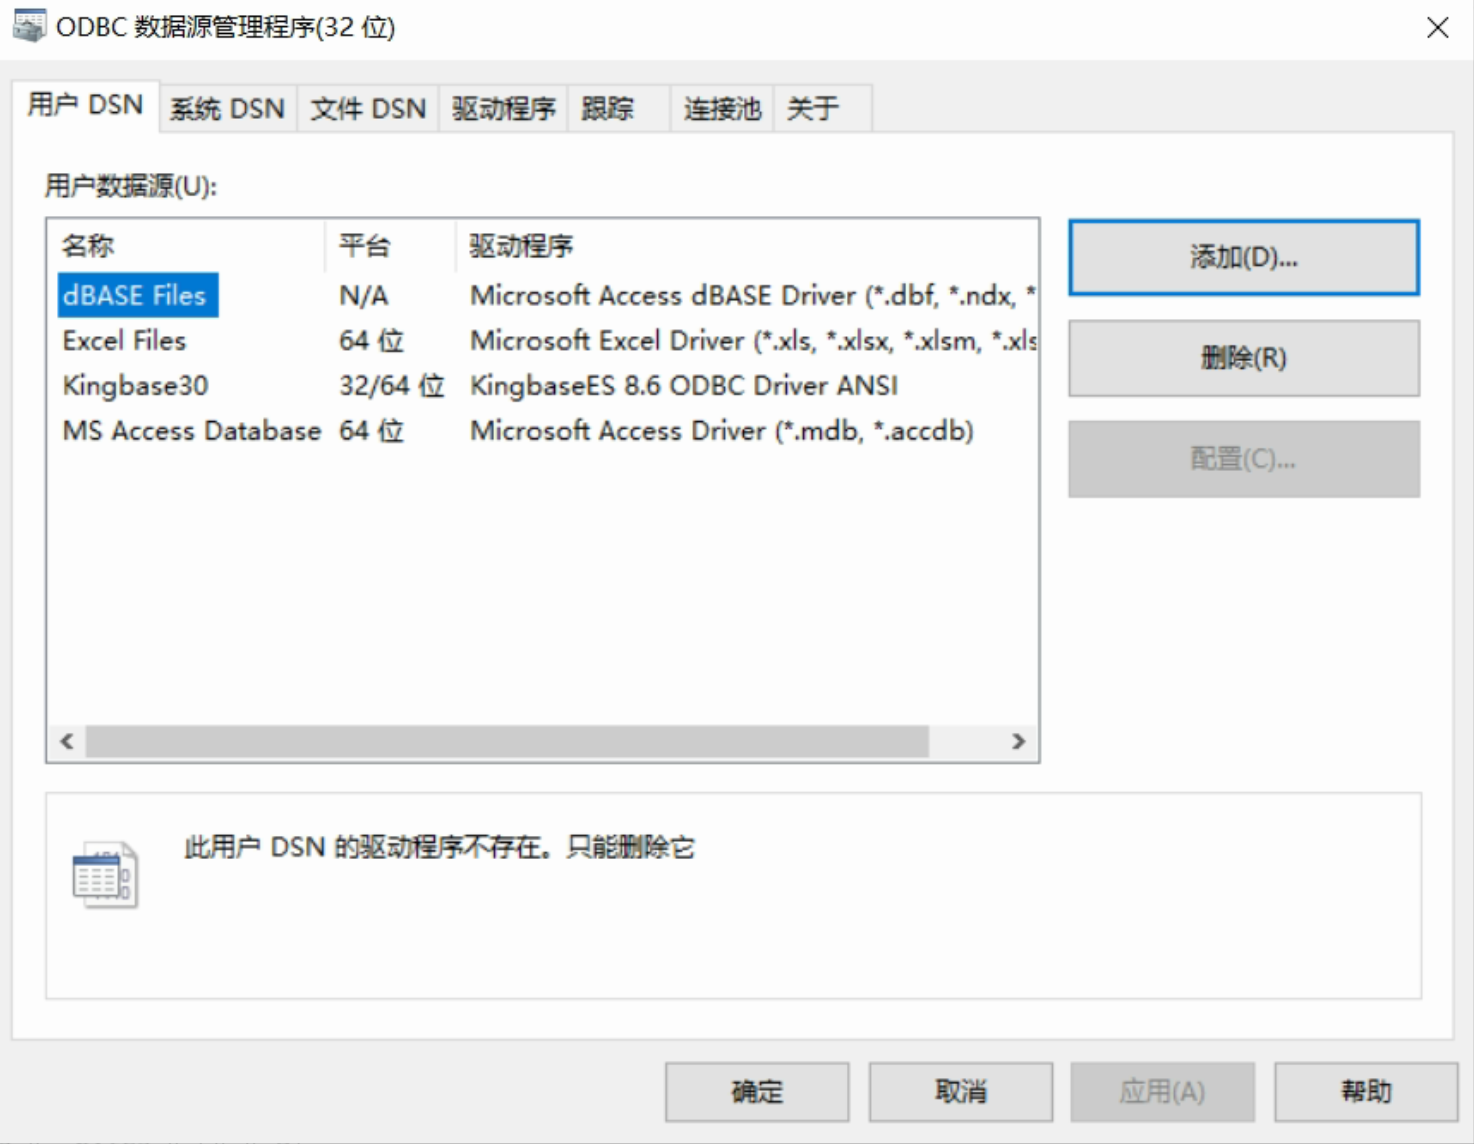 ODBC 数据源管理程序(32 位)
用户 DSN 系统 DSN 文件 DSN 驱动程序 跟踪 连接池 关于
用户数据源(U):
名称 平台 驱动程序
dBASE Files N/A Microsoft Access dBASE Driver (*.dbf, *.ndx, *
Excel Files 64 位 Microsoft Excel Driver (*.xls, *.xlsx, *.xlsm, *.xls
Kingbase30 32/64 位 KingbaseES 8.6 ODBC Driver ANSI
MS Access Database 64 位 Microsoft Access Driver (*.mdb, *.accdb)
添加(D)...
删除(R)
配置(C)...
此用户 DSN 的驱动程序不存在。只能删除它
确定 取消 应用(A) 帮助